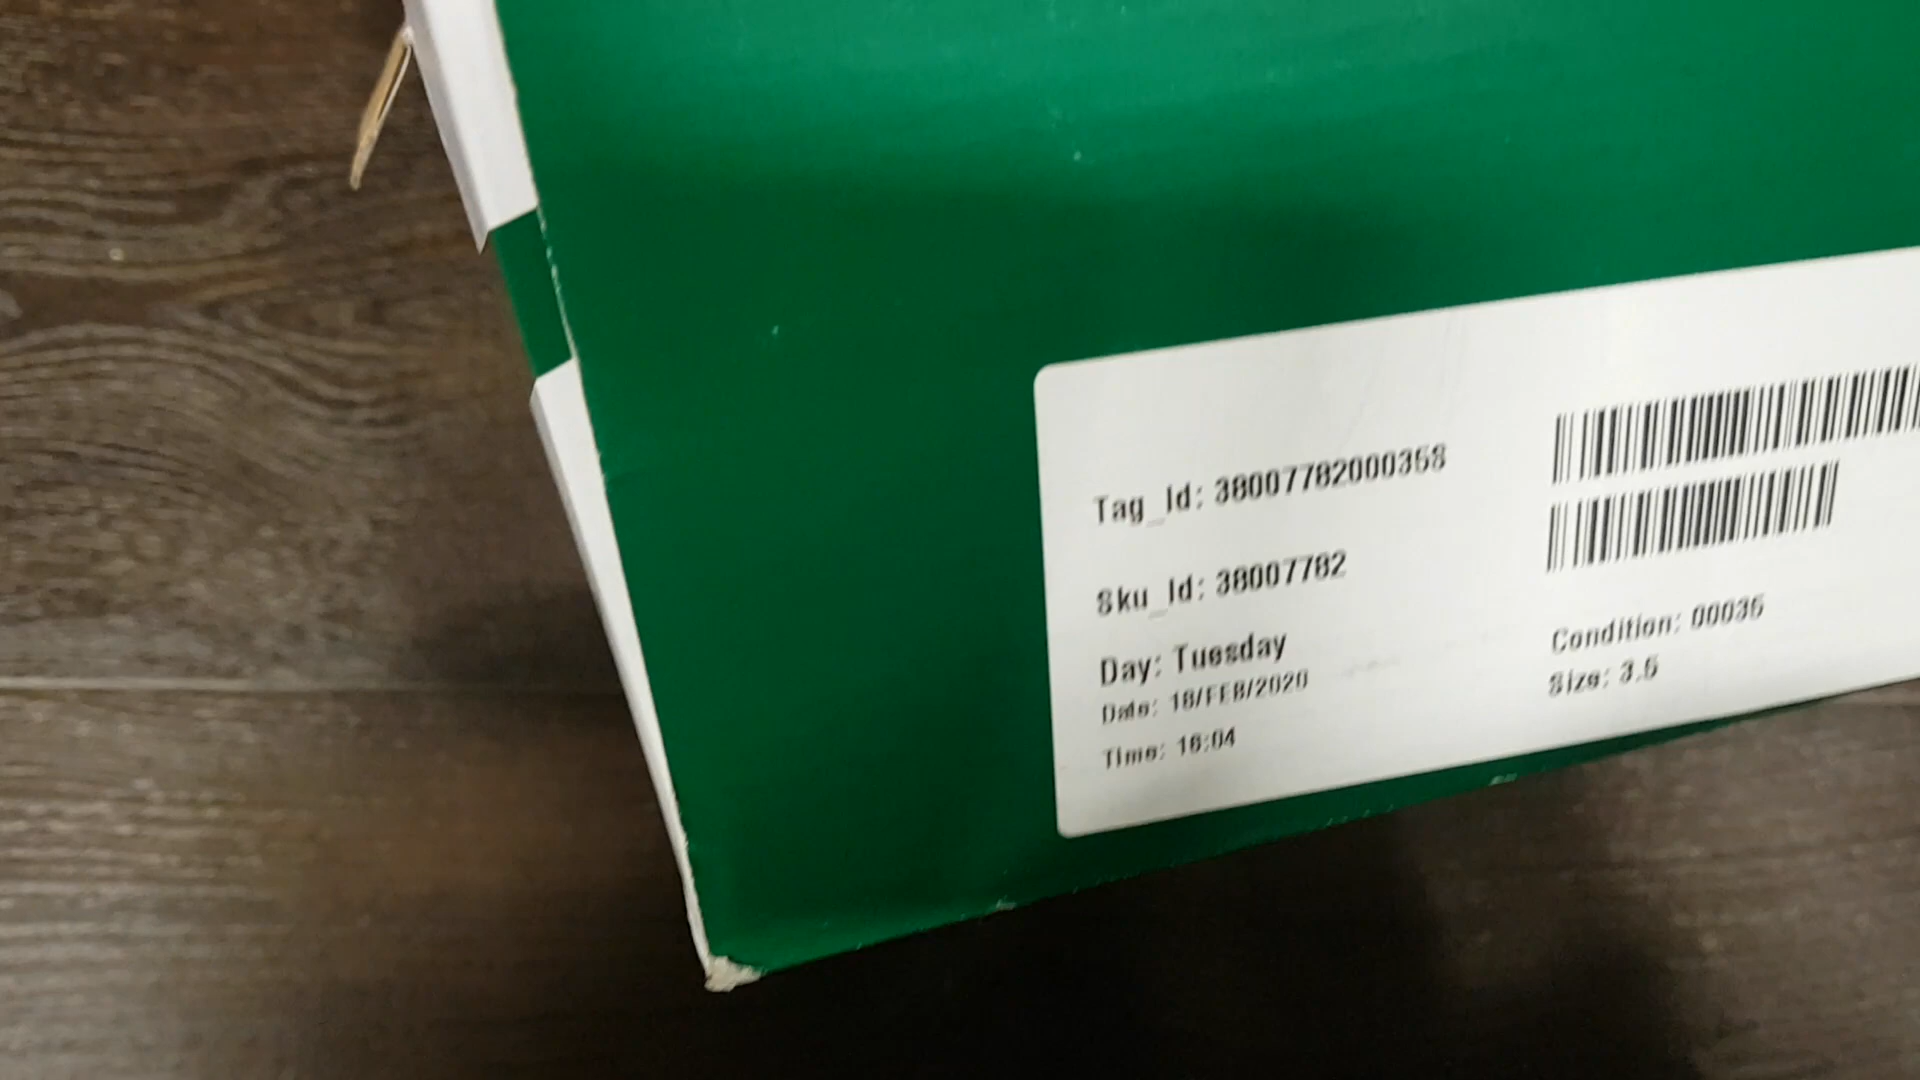 Tag_Id: 38007782000358
Sku_Id: 38007782
Day: Tuesday
Date: 18/FEB/2020
Time: 16:04
Condition: 00035
Size: 3.5